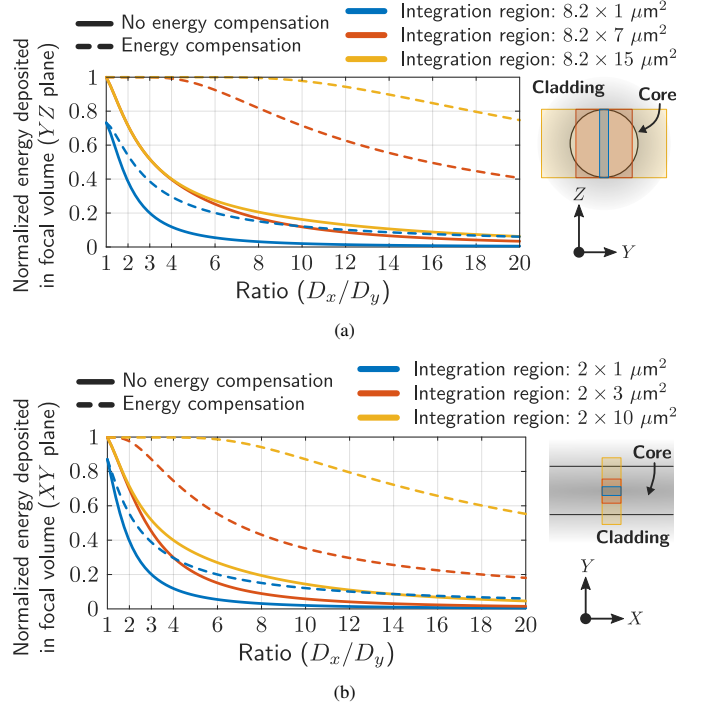 No energy compensation
Energy compensation
Integration region: 8.2 × 1 μm²
Integration region: 8.2 × 7 μm²
Integration region: 8.2 × 15 μm²
Normalized energy deposited
in focal volume (YZ plane)
1
0.8
0.6
0.4
0.2
0
1 2 3 4 6 8 10 12 14 16 18 20
Ratio (Dx/Dy)
Cladding
Core
Z
Y
(a)
No energy compensation
Energy compensation
Integration region: 2 × 1 μm²
Integration region: 2 × 3 μm²
Integration region: 2 × 10 μm²
Normalized energy deposited
in focal volume (XY plane)
1
0.8
0.6
0.4
0.2
0
1 2 3 4 6 8 10 12 14 16 18 20
Ratio (Dx/Dy)
Core
Cladding
Y
X
(b)